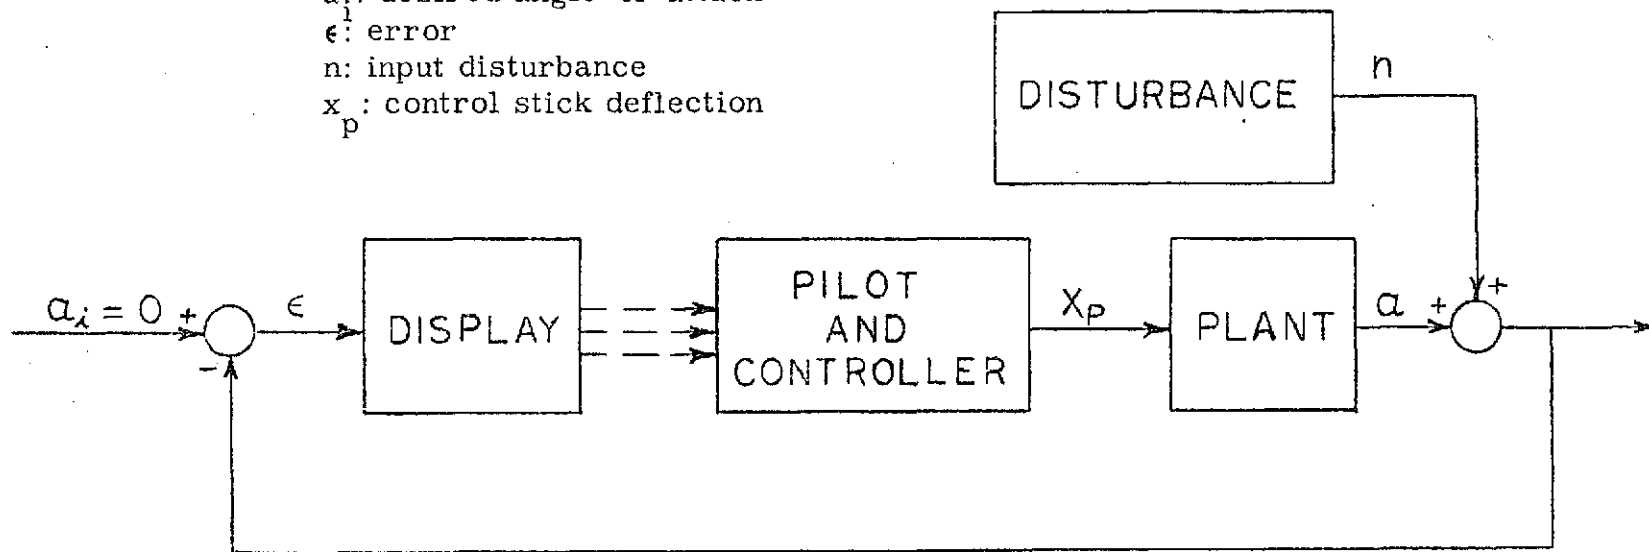 ϵ: error
n: input disturbance
x_p: control stick deflection
DISTURBANCE
n
a_i = 0 +
-
ϵ
DISPLAY
PILOT
AND
CONTROLLER
X_P
PLANT
a
+
+